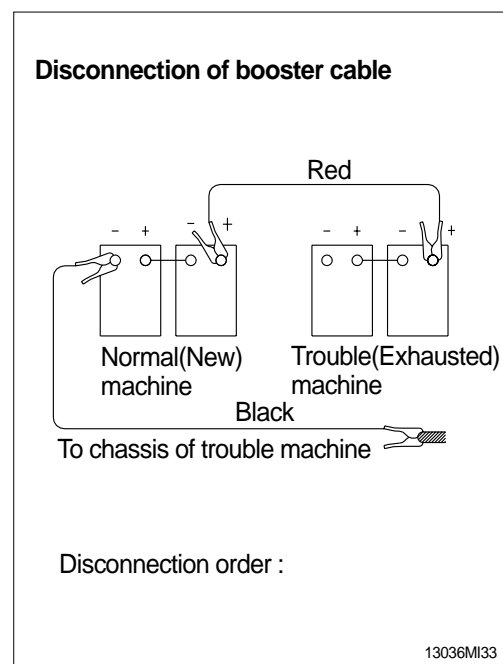 Disconnection of booster cable
Red
- + - + - + - +
Normal(New)
machine
Trouble(Exhausted)
machine
Black
To chassis of trouble machine
Disconnection order :
13036MI33